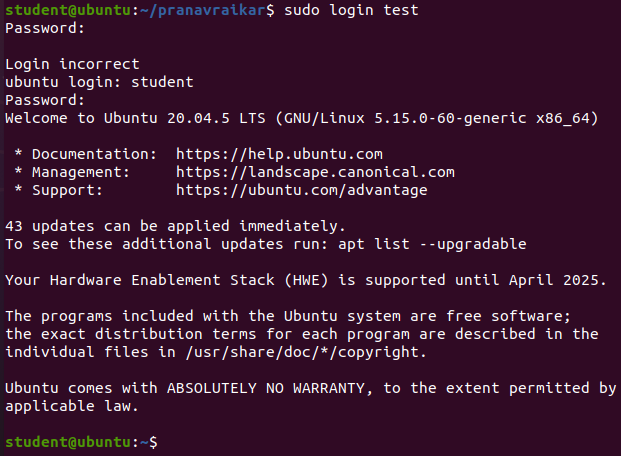 student@ubuntu:~/pranavraikar$ sudo login test
Password:
Login incorrect
ubuntu login: student
Password:
Welcome to Ubuntu 20.04.5 LTS (GNU/Linux 5.15.0-60-generic x86_64)
* Documentation:  https://help.ubuntu.com
* Management:     https://landscape.canonical.com
* Support:        https://ubuntu.com/advantage
43 updates can be applied immediately.
To see these additional updates run: apt list --upgradable
Your Hardware Enablement Stack (HWE) is supported until April 2025.
The programs included with the Ubuntu system are free software;
the exact distribution terms for each program are described in the
individual files in /usr/share/doc/*/copyright.
Ubuntu comes with ABSOLUTELY NO WARRANTY, to the extent permitted by
applicable law.
student@ubuntu:~$